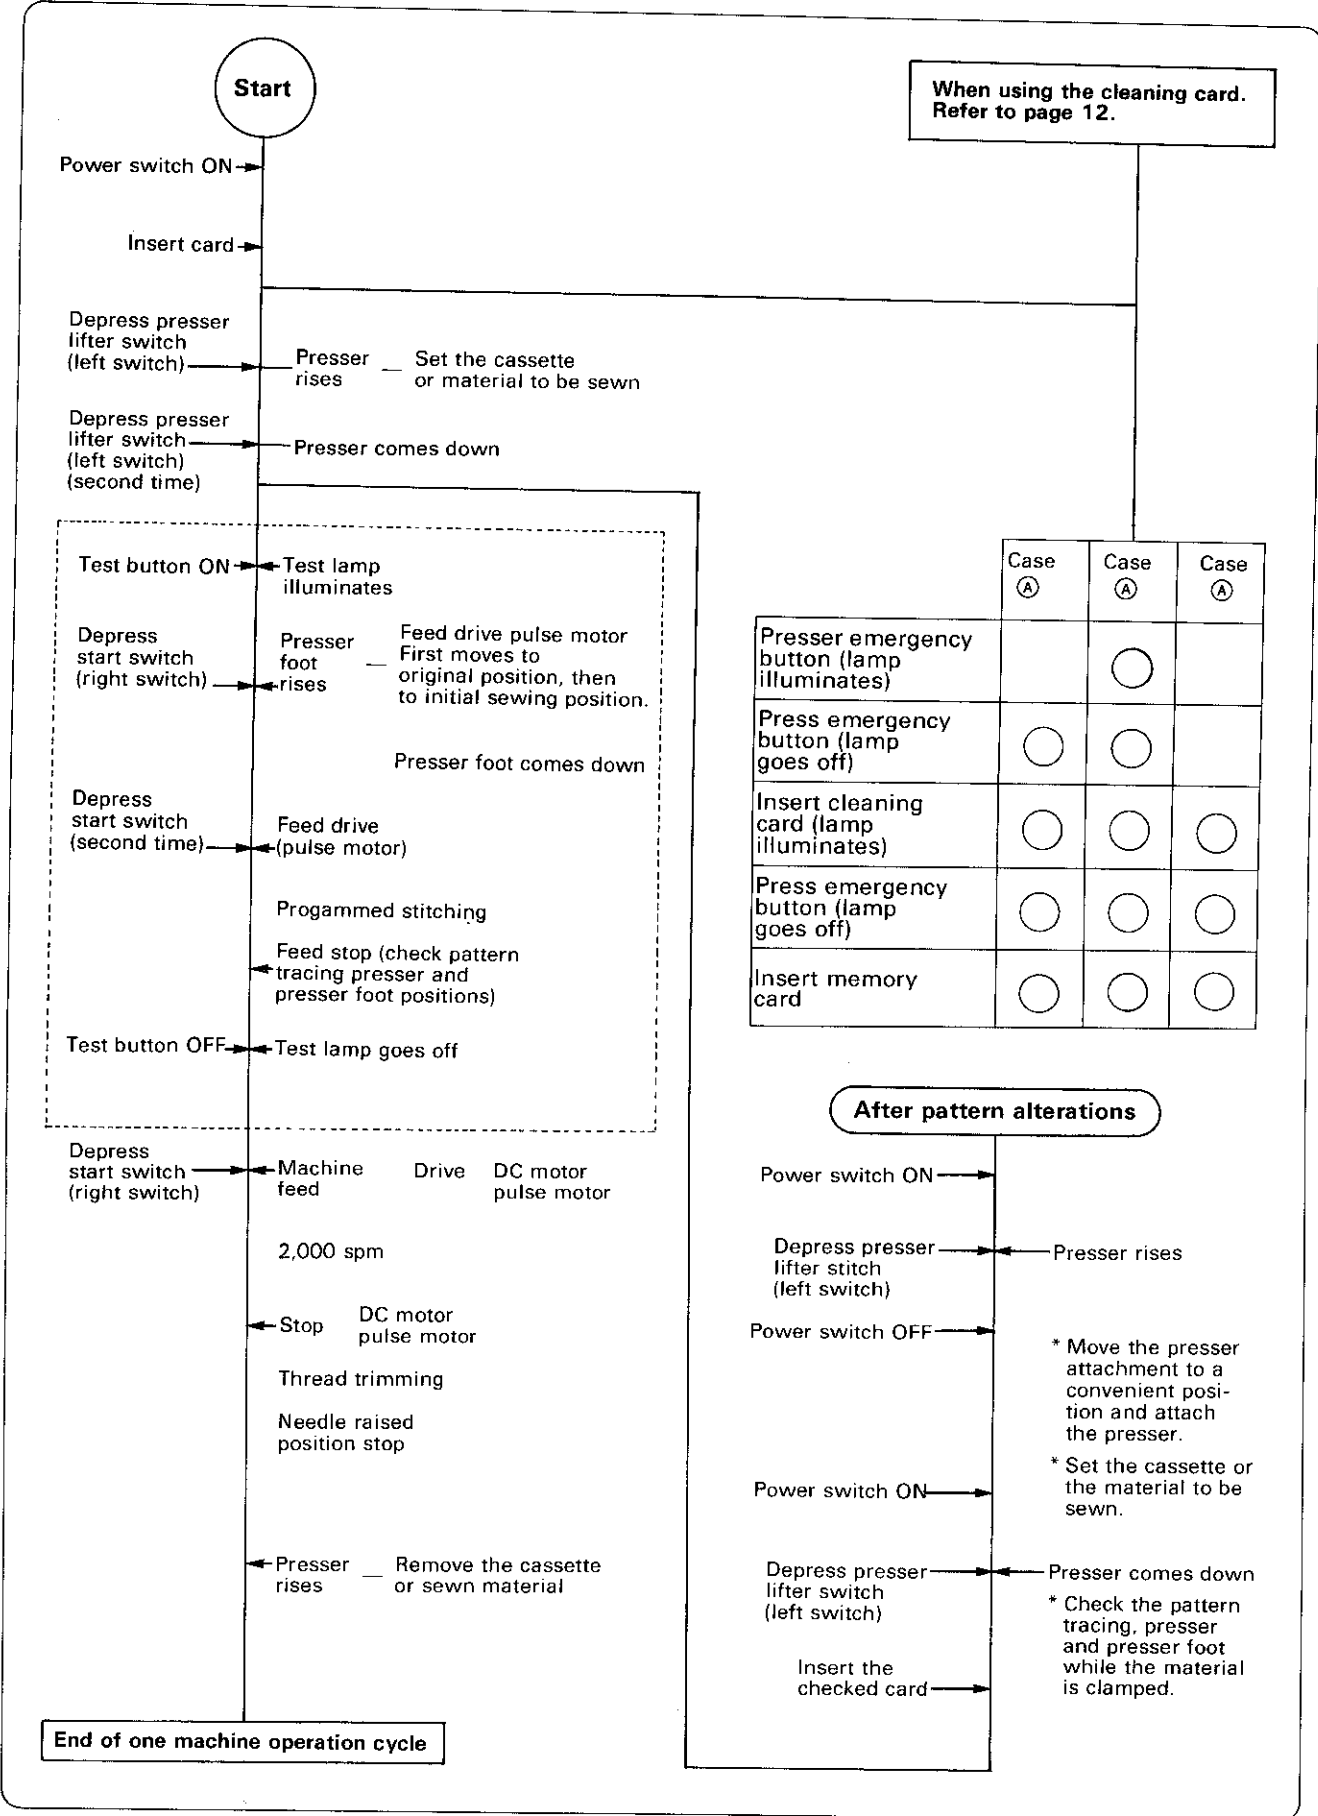 Start
When using the cleaning card.
Refer to page 12.
Power switch ON
Insert card
Depress presser
lifter switch
(left switch)
Presser
rises
Set the cassette
or material to be sewn
Depress presser
lifter switch
(left switch)
(second time)
Presser comes down
Test button ON
Test lamp
illuminates
Depress
start switch
(right switch)
Presser
foot
rises
Feed drive pulse motor
First moves to
original position, then
to initial sewing position.
Presser foot comes down
Depress
start switch
(second time)
Feed drive
(pulse motor)
Progammed stitching
Feed stop (check pattern
tracing presser and
presser foot positions)
Test button OFF
Test lamp goes off
Depress
start switch
(right switch)
Machine
feed
Drive
DC motor
pulse motor
2,000 spm
Stop
DC motor
pulse motor
Thread trimming
Needle raised
position stop
Presser
rises
Remove the cassette
or sewn material
End of one machine operation cycle
Case
Ⓐ
Case
Ⓐ
Case
Ⓐ
Presser emergency
button (lamp
illuminates)
Press emergency
button (lamp
goes off)
Insert cleaning
card (lamp
illuminates)
Press emergency
button (lamp
goes off)
Insert memory
card
After pattern alterations
Power switch ON
Depress presser
lifter stitch
(left switch)
Presser rises
Power switch OFF
* Move the presser
attachment to a
convenient posi-
tion and attach
the presser.
* Set the cassette or
the material to be
sewn.
Power switch ON
Depress presser
lifter switch
(left switch)
Presser comes down
* Check the pattern
tracing, presser
and presser foot
while the material
is clamped.
Insert the
checked card